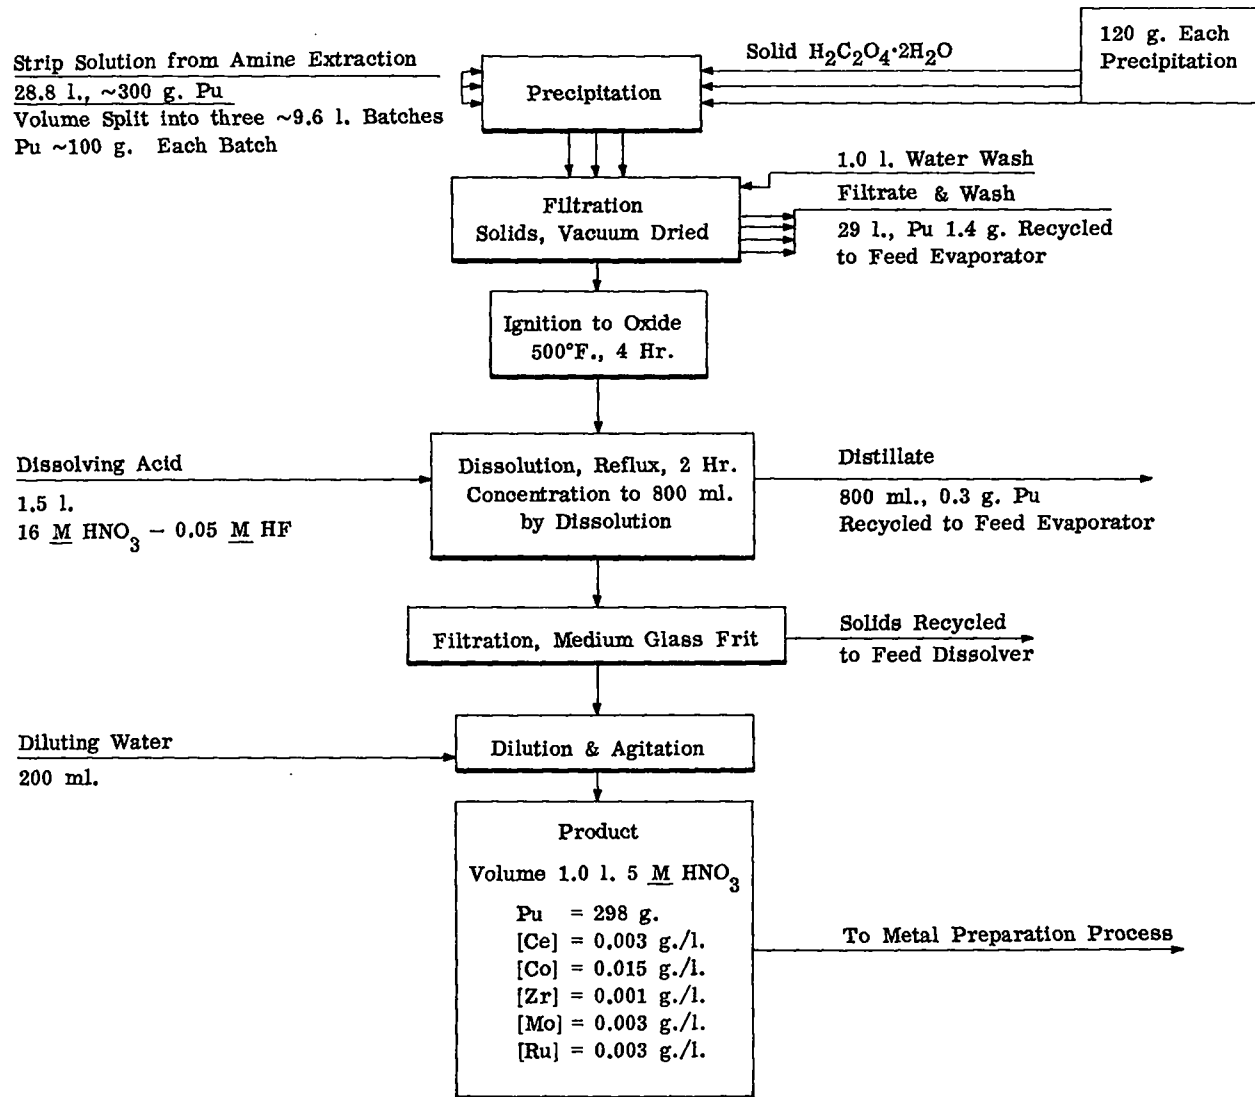 120 g. Each
Precipitation
Solid H₂C₂O₄·2H₂O
Strip Solution from Amine Extraction
28.8 l., ~300 g. Pu
Volume Split into three ~9.6 l. Batches
Pu ~100 g. Each Batch
Precipitation
1.0 l. Water Wash
Filtration
Solids, Vacuum Dried
Filtrate & Wash
29 l., Pu 1.4 g. Recycled
to Feed Evaporator
Ignition to Oxide
500°F., 4 Hr.
Dissolving Acid
1.5 l.
16 M HNO₃ – 0.05 M HF
Dissolution, Reflux, 2 Hr.
Concentration to 800 ml.
by Dissolution
Distillate
800 ml., 0.3 g. Pu
Recycled to Feed Evaporator
Filtration, Medium Glass Frit
Solids Recycled
to Feed Dissolver
Diluting Water
200 ml.
Dilution & Agitation
Product
Volume 1.0 l. 5 M HNO₃
Pu = 298 g.
[Ce] = 0.003 g./l.
[Co] = 0.015 g./l.
[Zr] = 0.001 g./l.
[Mo] = 0.003 g./l.
[Ru] = 0.003 g./l.
To Metal Preparation Process